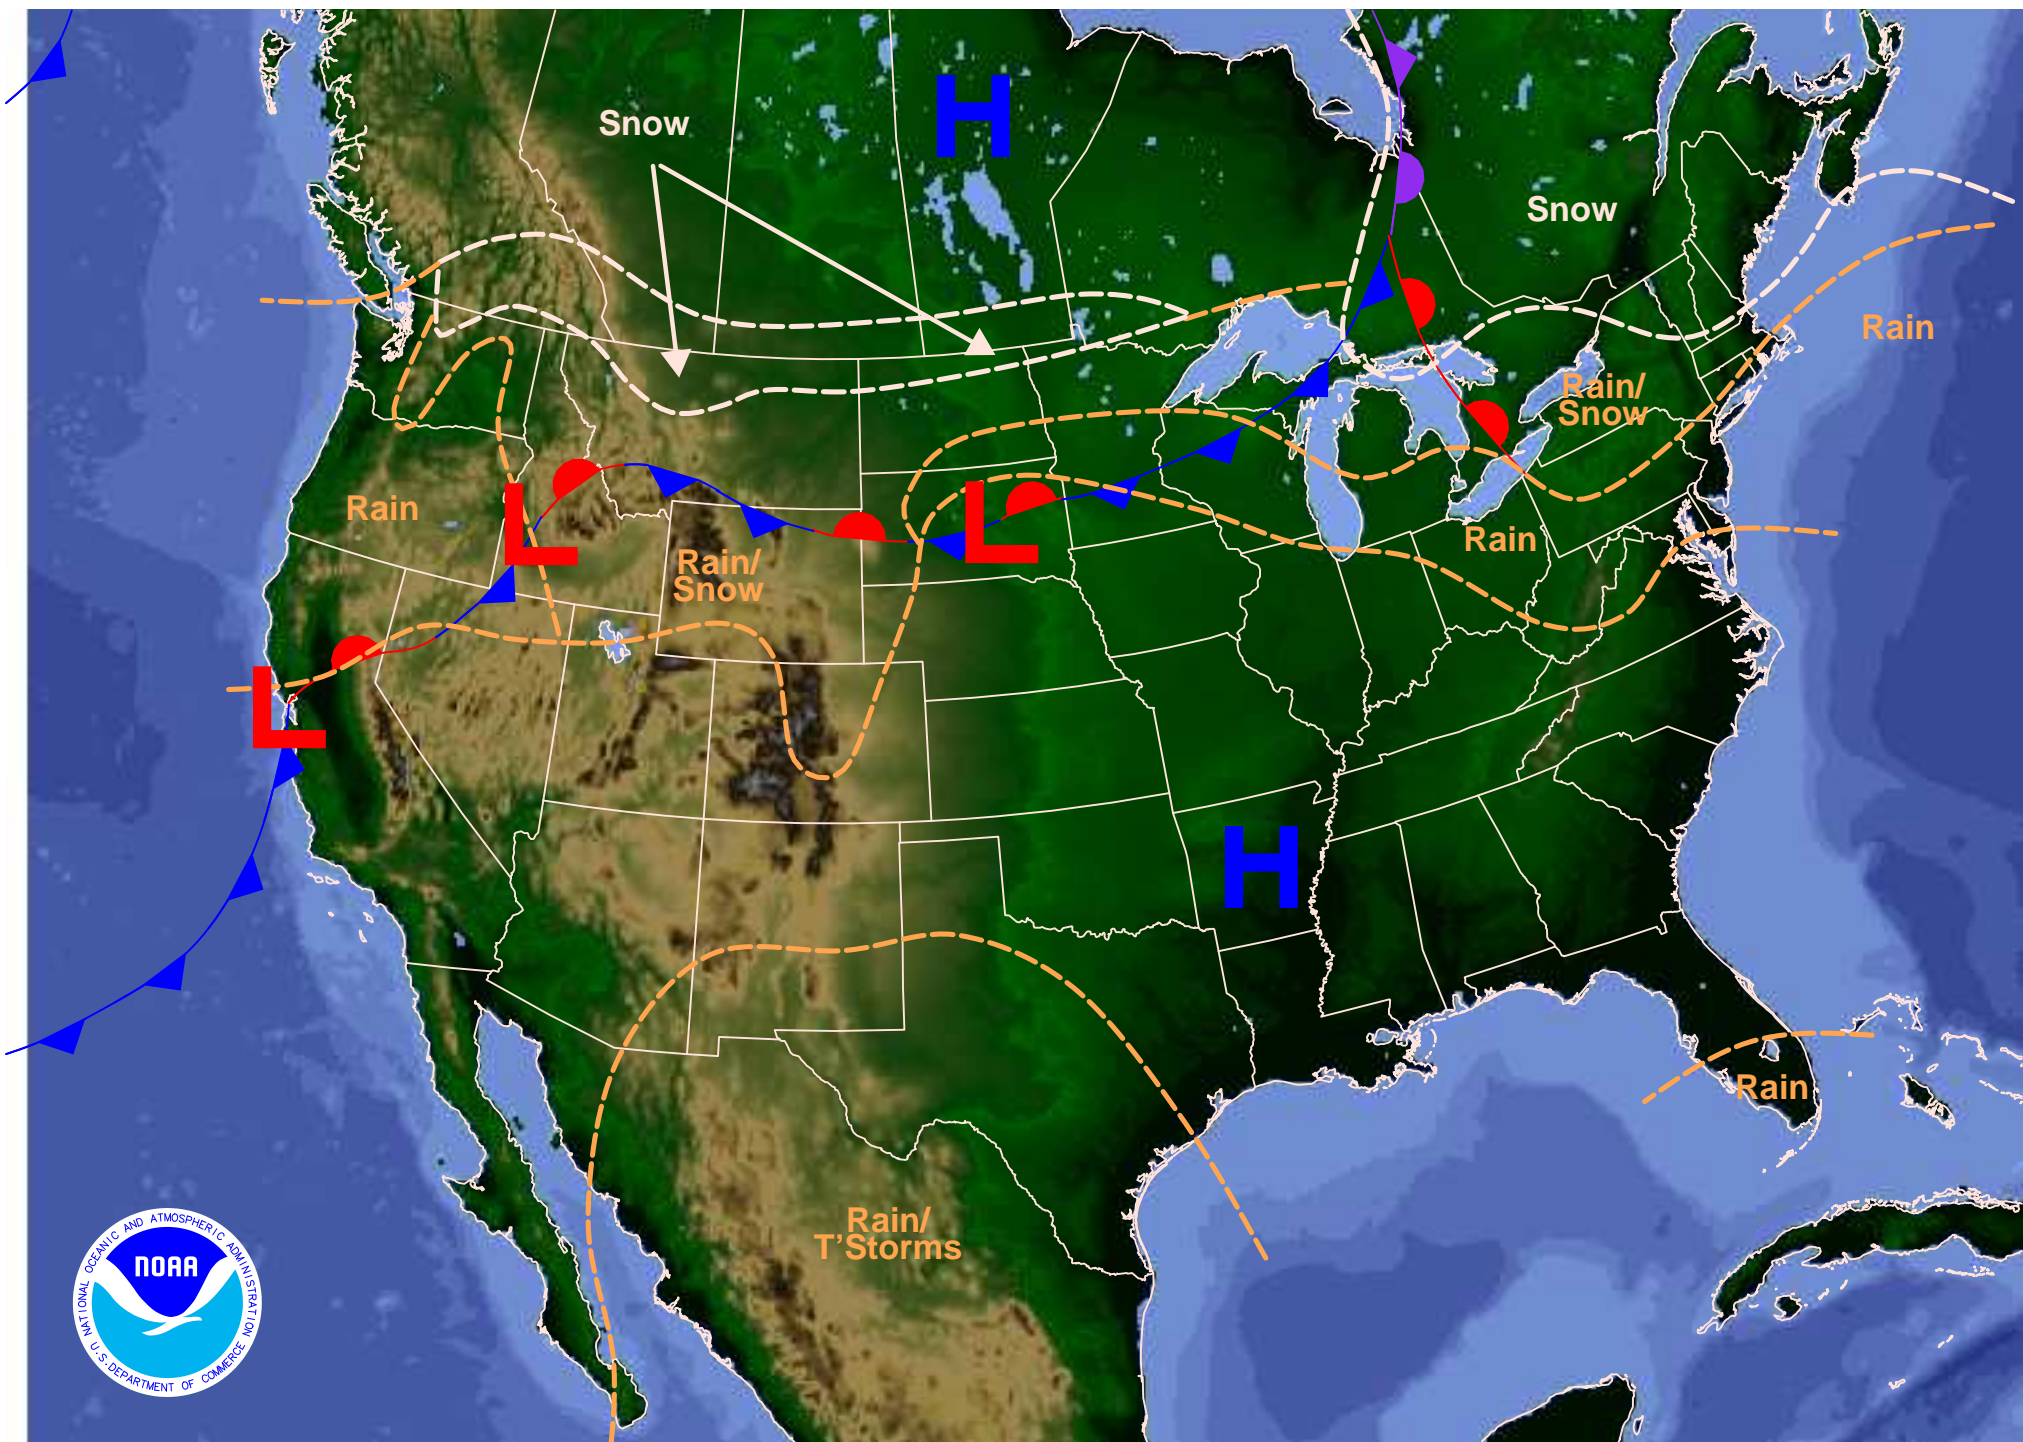 H
Snow
Snow
Rain
Rain/
Snow
L
Rain
L
Rain/
Snow
L
Rain
L
H
Rain
Rain/
T'Storms
NATIONAL OCEANIC AND ATMOSPHERIC ADMINISTRATION
NOAA
U.S. DEPARTMENT OF COMMERCE